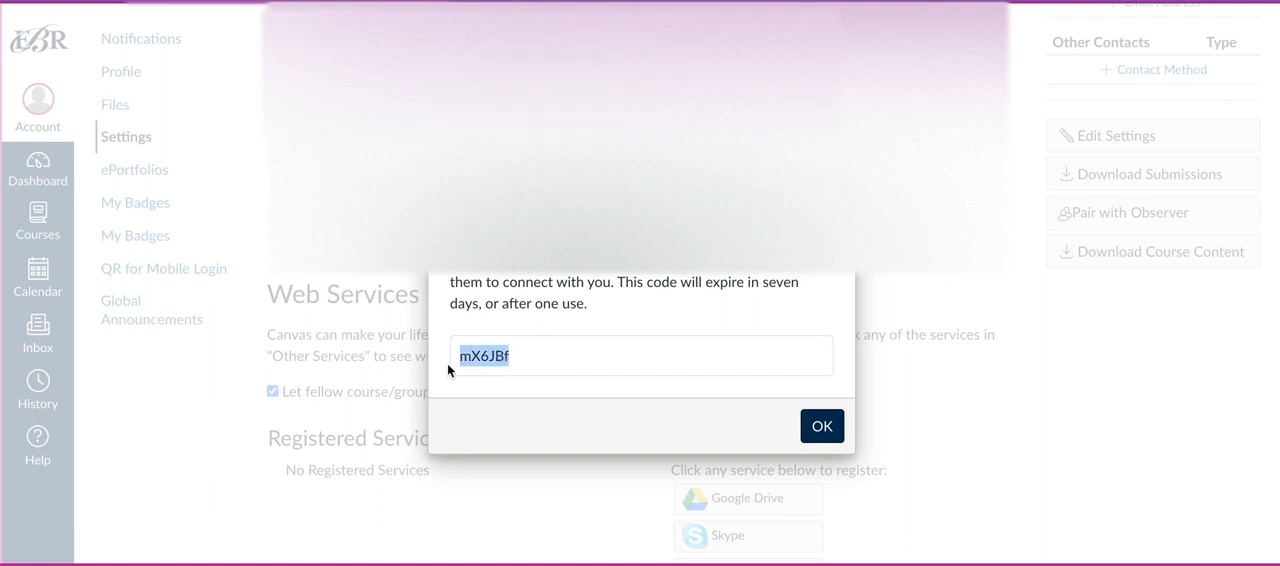 EBR
Account
Dashboard
Courses
Calendar
Inbox
History
Help
Notifications
Profile
Files
Settings
ePortfolios
My Badges
My Badges
QR for Mobile Login
Global
Announcements
Web Services
Canvas can make your life
"Other Services" to see w
any of the services in
Let fellow course/group
Registered Servic
No Registered Services
them to connect with you. This code will expire in seven
days, or after one use.
mX6JBf
OK
Click any service below to register:
Google Drive
Skype
Email Address
Other Contacts Type
+ Contact Method
Edit Settings
Download Submissions
Pair with Observer
Download Course Content